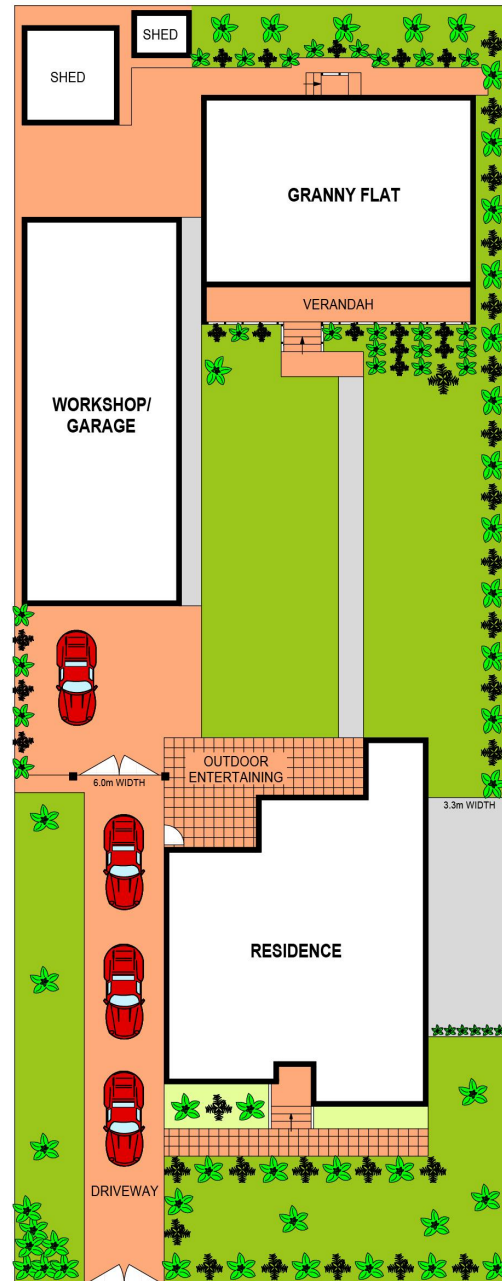 SHED
SHED
GRANNY FLAT
VERANDAH
WORKSHOP/
GARAGE
OUTDOOR
ENTERTAINING
6.0m WIDTH
3.3m WIDTH
RESIDENCE
DRIVEWAY